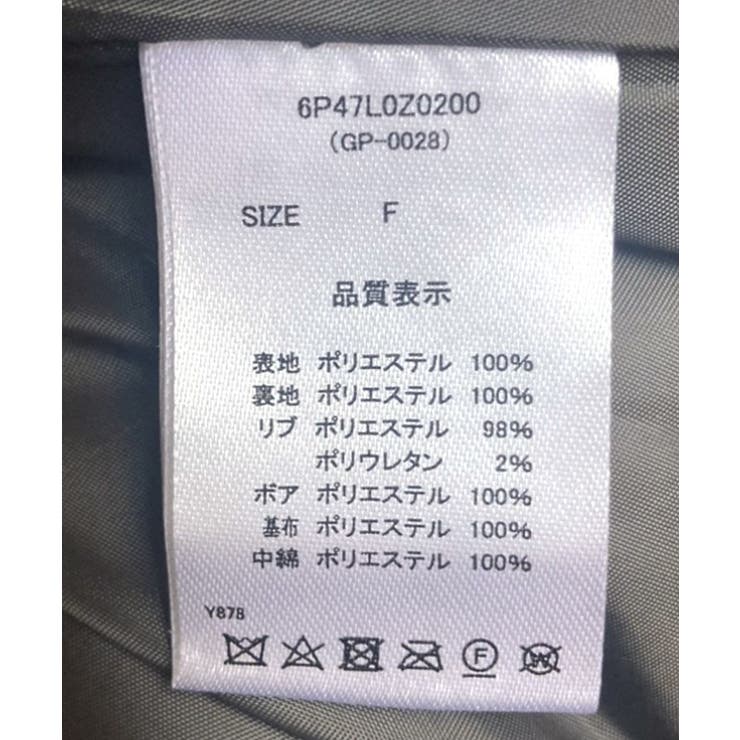 6P47L0Z0200
(GP-0028)
SIZE F
品質表示
表地 ポリエステル 100%
裏地 ポリエステル 100%
リブ ポリエステル 98%
ポリウレタン 2%
ボア ポリエステル 100%
基布 ポリエステル 100%
中綿 ポリエステル 100%
Y878
F W